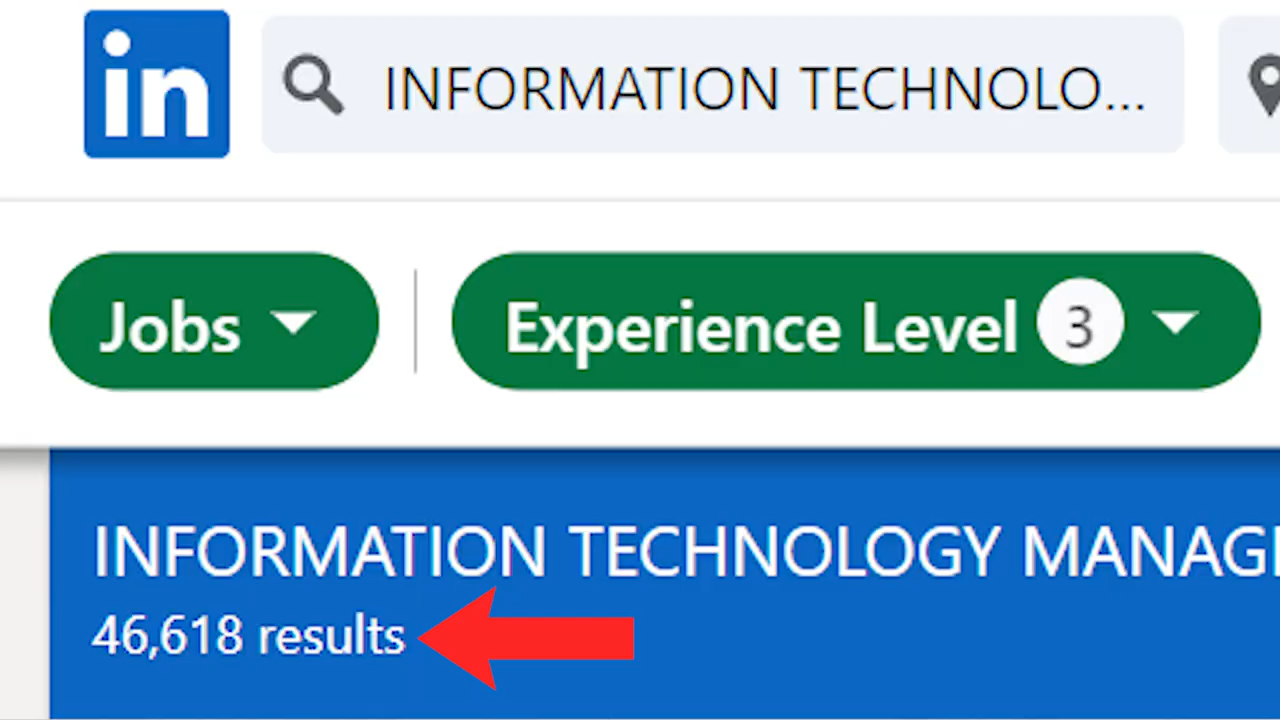 in
INFORMATION TECHNOLO...
Jobs
Experience Level 3
INFORMATION TECHNOLOGY MANAG
46,618 results